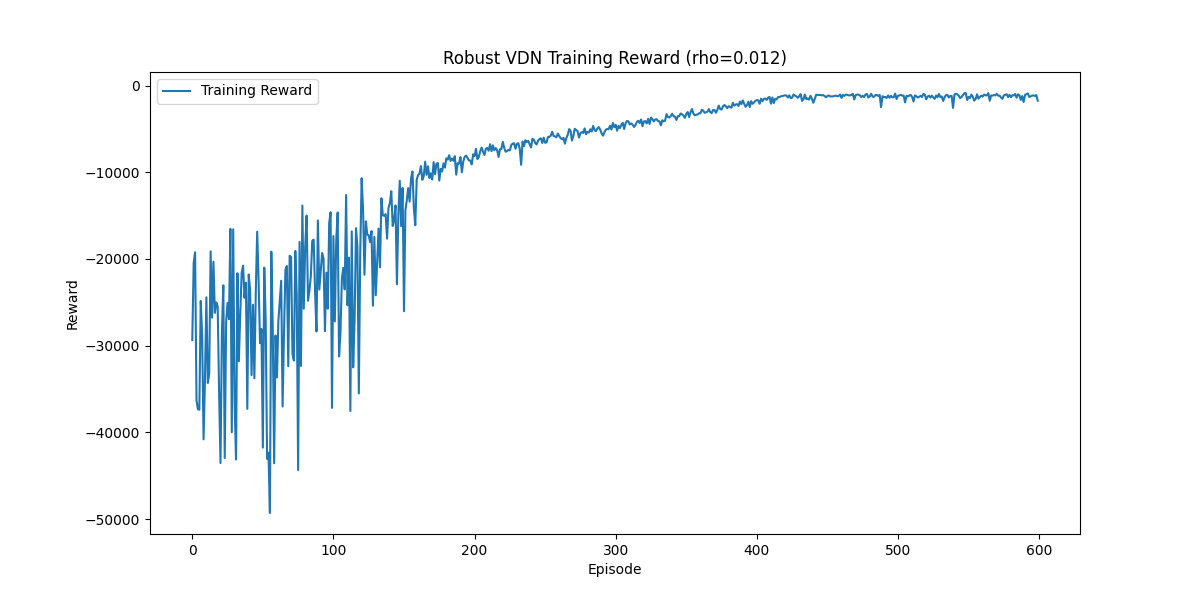 Robust VDN Training Reward (rho=0.012)
Training Reward
Reward
0
−10000
−20000
−30000
−40000
−50000
0 100 200 300 400 500 600
Episode